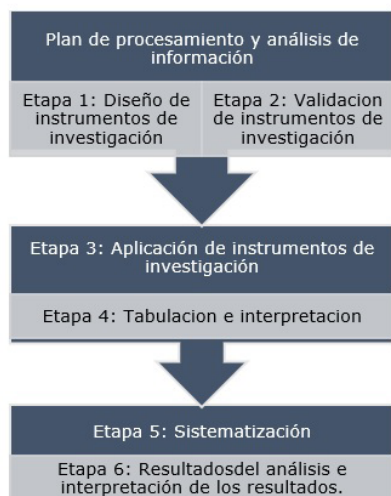 Plan de procesamiento y análisis de
información
Etapa 1: Diseño de
instrumentos de
investigación
Etapa 2: Validacion
de instrumentos de
investigación
Etapa 3: Aplicación de instrumentos de
investigación
Etapa 4: Tabulacion e interpretacion
Etapa 5: Sistematización
Etapa 6: Resultadosdel análisis e
interpretación de los resultados.